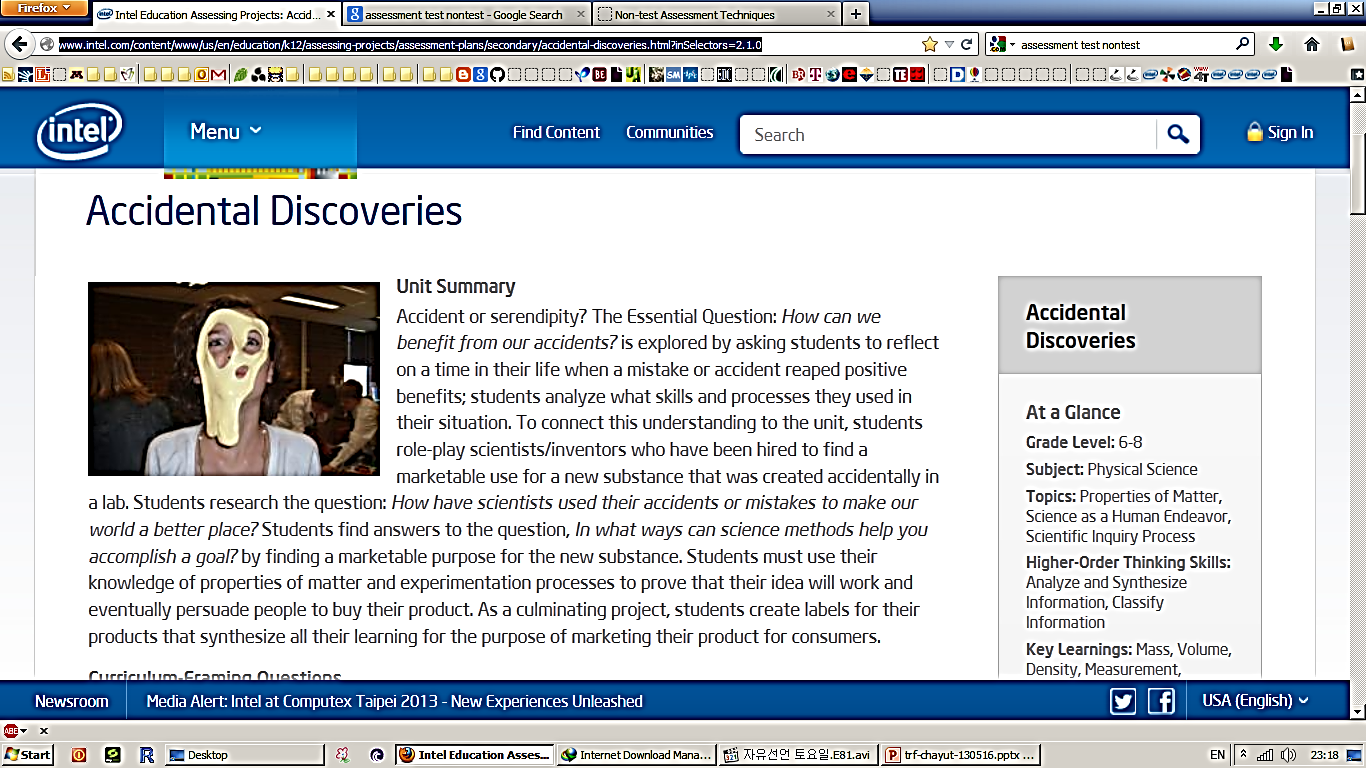 Firefox
Intel Education Assessing Projects: Accid...
assessment test nontest - Google Search
Non-test Assessment Techniques
www.intel.com/content/www/us/en/education/k12/assessing-projects/assessment-plans/secondary/accidental-discoveries.html?inSelectors=2.1.0
assessment test nontest
intel
Menu
Find Content
Communities
Search
Sign In
Accidental Discoveries
Unit Summary
Accident or serendipity? The Essential Question: How can we
benefit from our accidents? is explored by asking students to reflect
on a time in their life when a mistake or accident reaped positive
benefits; students analyze what skills and processes they used in
their situation. To connect this understanding to the unit, students
role-play scientists/inventors who have been hired to find a
marketable use for a new substance that was created accidentally in
a lab. Students research the question: How have scientists used their accidents or mistakes to make our
world a better place? Students find answers to the question, In what ways can science methods help you
accomplish a goal? by finding a marketable purpose for the new substance. Students must use their
knowledge of properties of matter and experimentation processes to prove that their idea will work and
eventually persuade people to buy their product. As a culminating project, students create labels for their
products that synthesize all their learning for the purpose of marketing their product for consumers.
Curriculum-Framing Questions
Accidental
Discoveries
At a Glance
Grade Level: 6-8
Subject: Physical Science
Topics: Properties of Matter,
Science as a Human Endeavor,
Scientific Inquiry Process
Higher-Order Thinking Skills:
Analyze and Synthesize
Information, Classify
Information
Key Learnings: Mass, Volume,
Density, Measurement,
Newsroom
Media Alert: Intel at Computex Taipei 2013 - New Experiences Unleashed
USA (English)
ABP
Start
Desktop
Intel Education Asses...
Internet Download Mana...
자유선언 토요일.E81.avi
trf-chayut-130516.pptx ...
EN
23:18